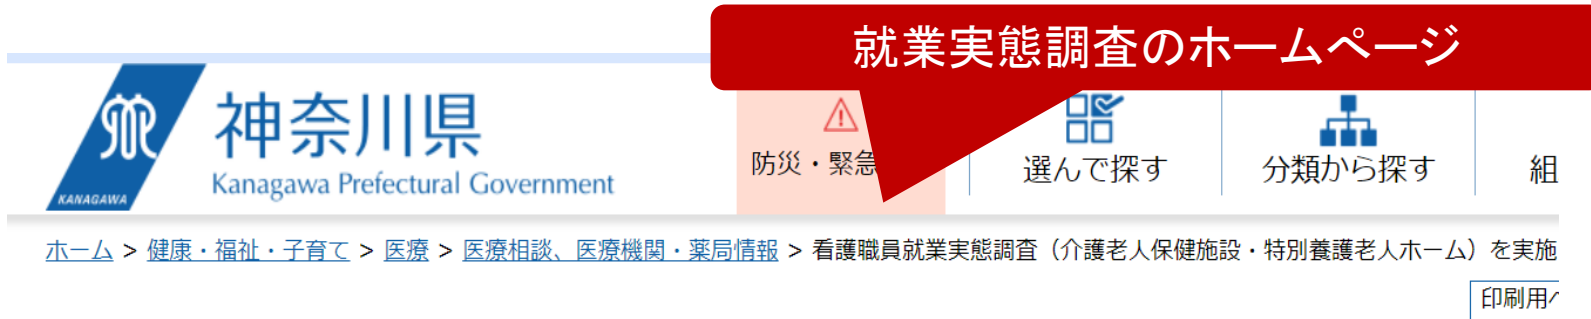 就業実態調査のホームページ
神奈川県
Kanagawa Prefectural Government
KANAGAWA
防災・緊急
選んで探す
分類から探す
組
ホーム > 健康・福祉・子育て > 医療 > 医療相談、医療機関・薬局情報 > 看護職員就業実態調査（介護老人保健施設・特別養護老人ホーム）を実施
印刷用